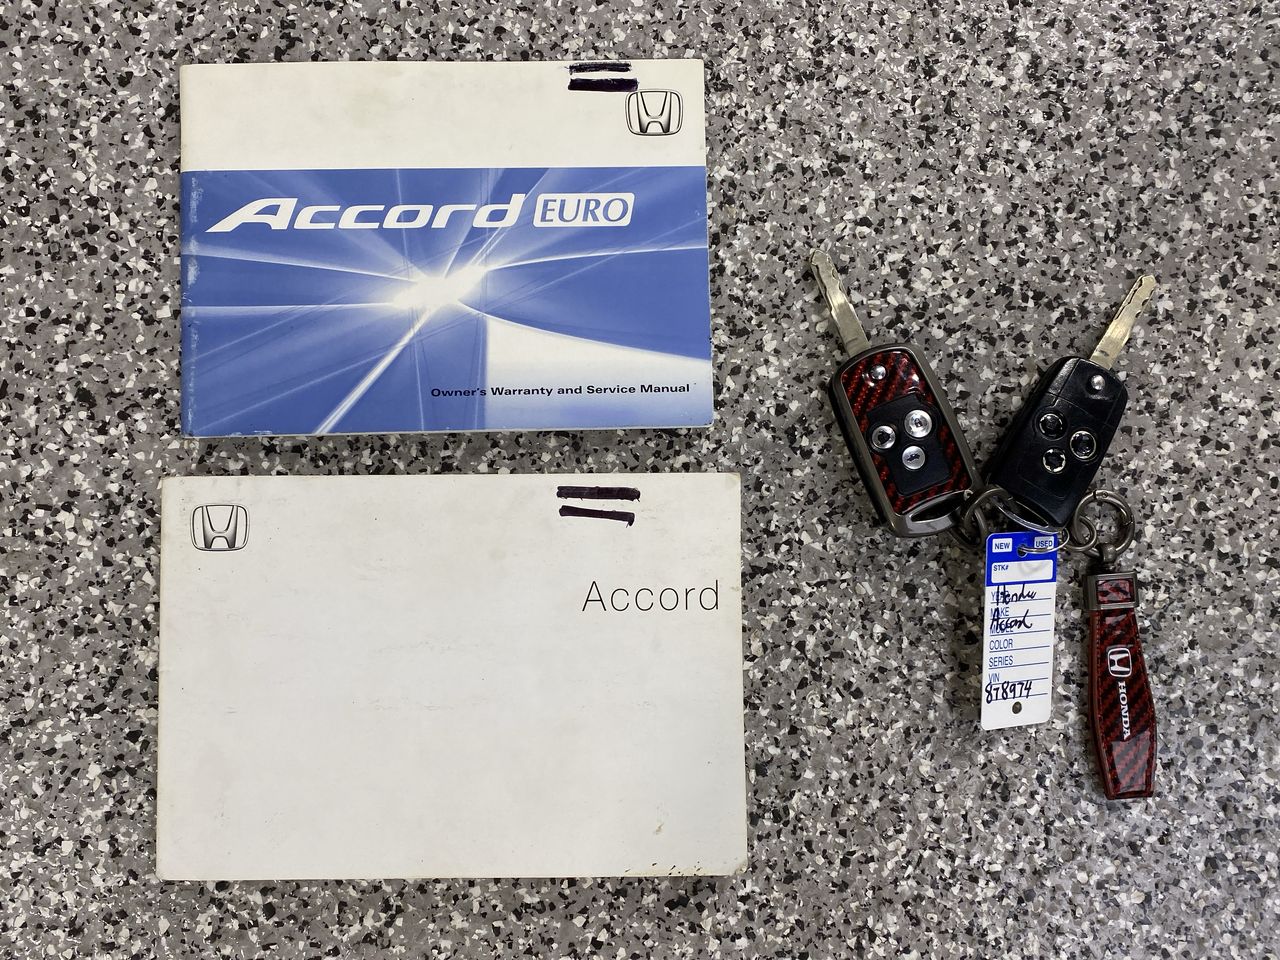 Accord EURO
Owner's Warranty and Service Manual
Accord
NEW USED
STK#
Honda
MAKE
Accord
MODEL
COLOR
SERIES
VIN
878974
HONDA